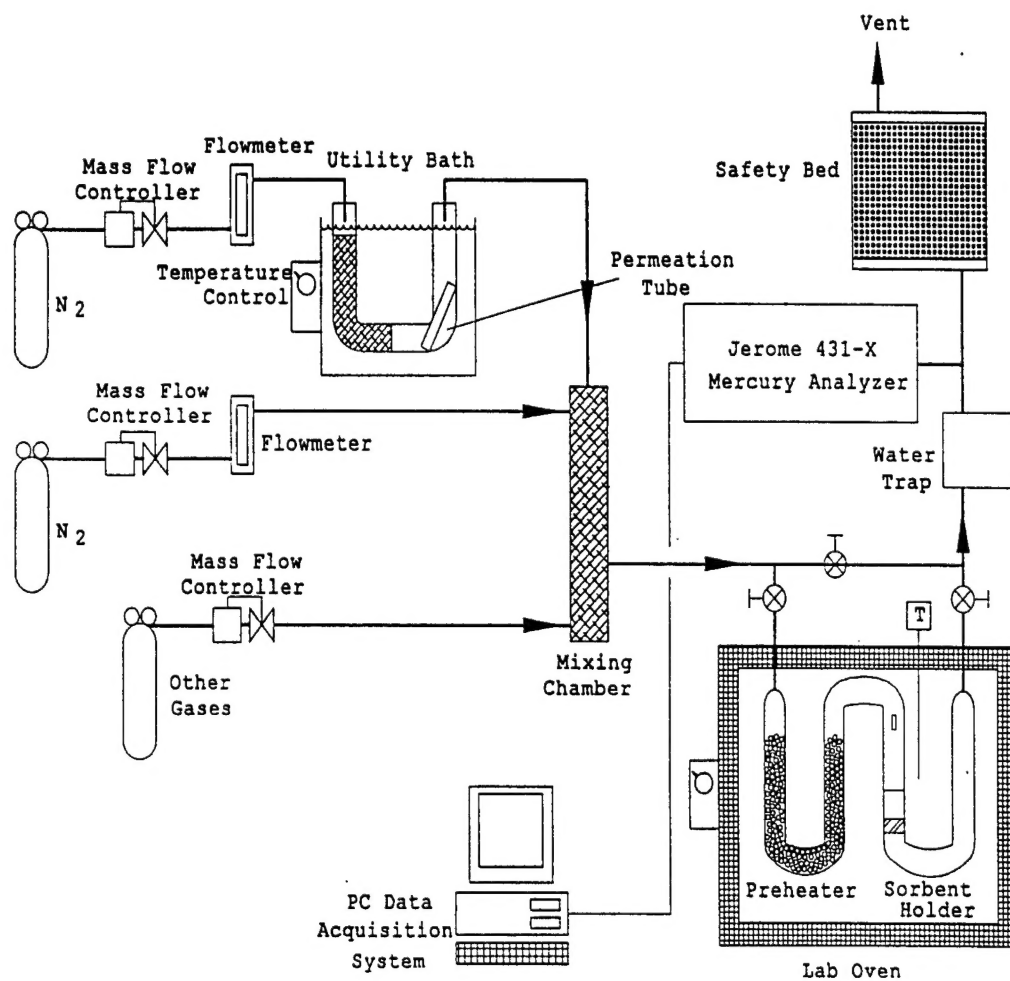 Vent
Flowmeter
Mass Flow
Controller
Utility Bath
Safety Bed
Temperature
Control
Permeation
Tube
N2
Jerome 431-X
Mercury Analyzer
Mass Flow
Controller
Flowmeter
Water
Trap
N2
Mass Flow
Controller
T
Mixing
Chamber
Other
Gases
Preheater
Sorbent
Holder
PC Data
Acquisition
System
Lab Oven